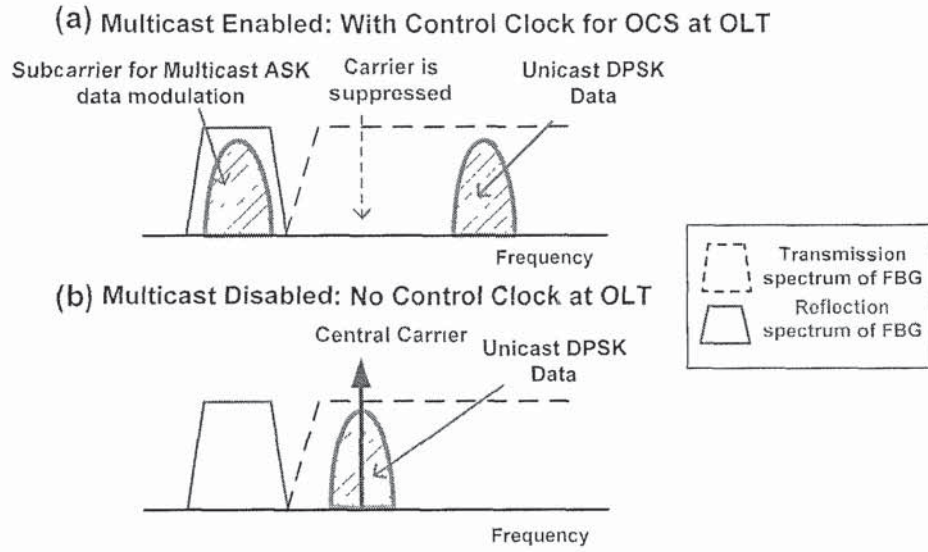 (a) Multicast Enabled: With Control Clock for OCS at OLT
Subcarrier for Multicast ASK
data modulation
Carrier is
suppressed
Unicast DPSK
Data
Frequency
Transmission
spectrum of FBG
Reflection
spectrum of FBG
(b) Multicast Disabled: No Control Clock at OLT
Central Carrier
Unicast DPSK
Data
Frequency